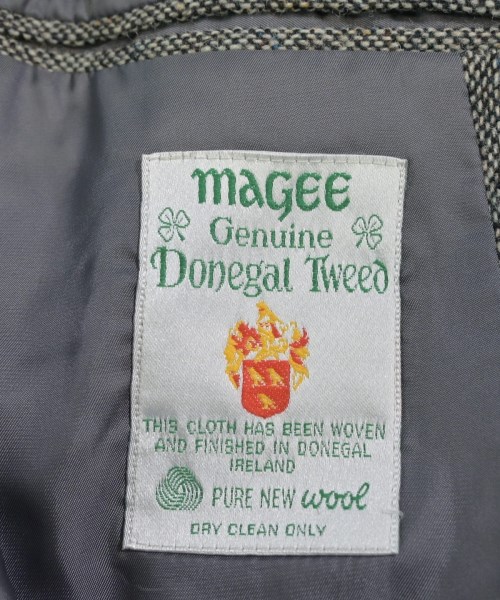 MAGEE
Genuine
Donegal Tweed
THIS CLOTH HAS BEEN WOVEN
AND FINISHED IN DONEGAL
IRELAND
PURE NEW wool
DRY CLEAN ONLY